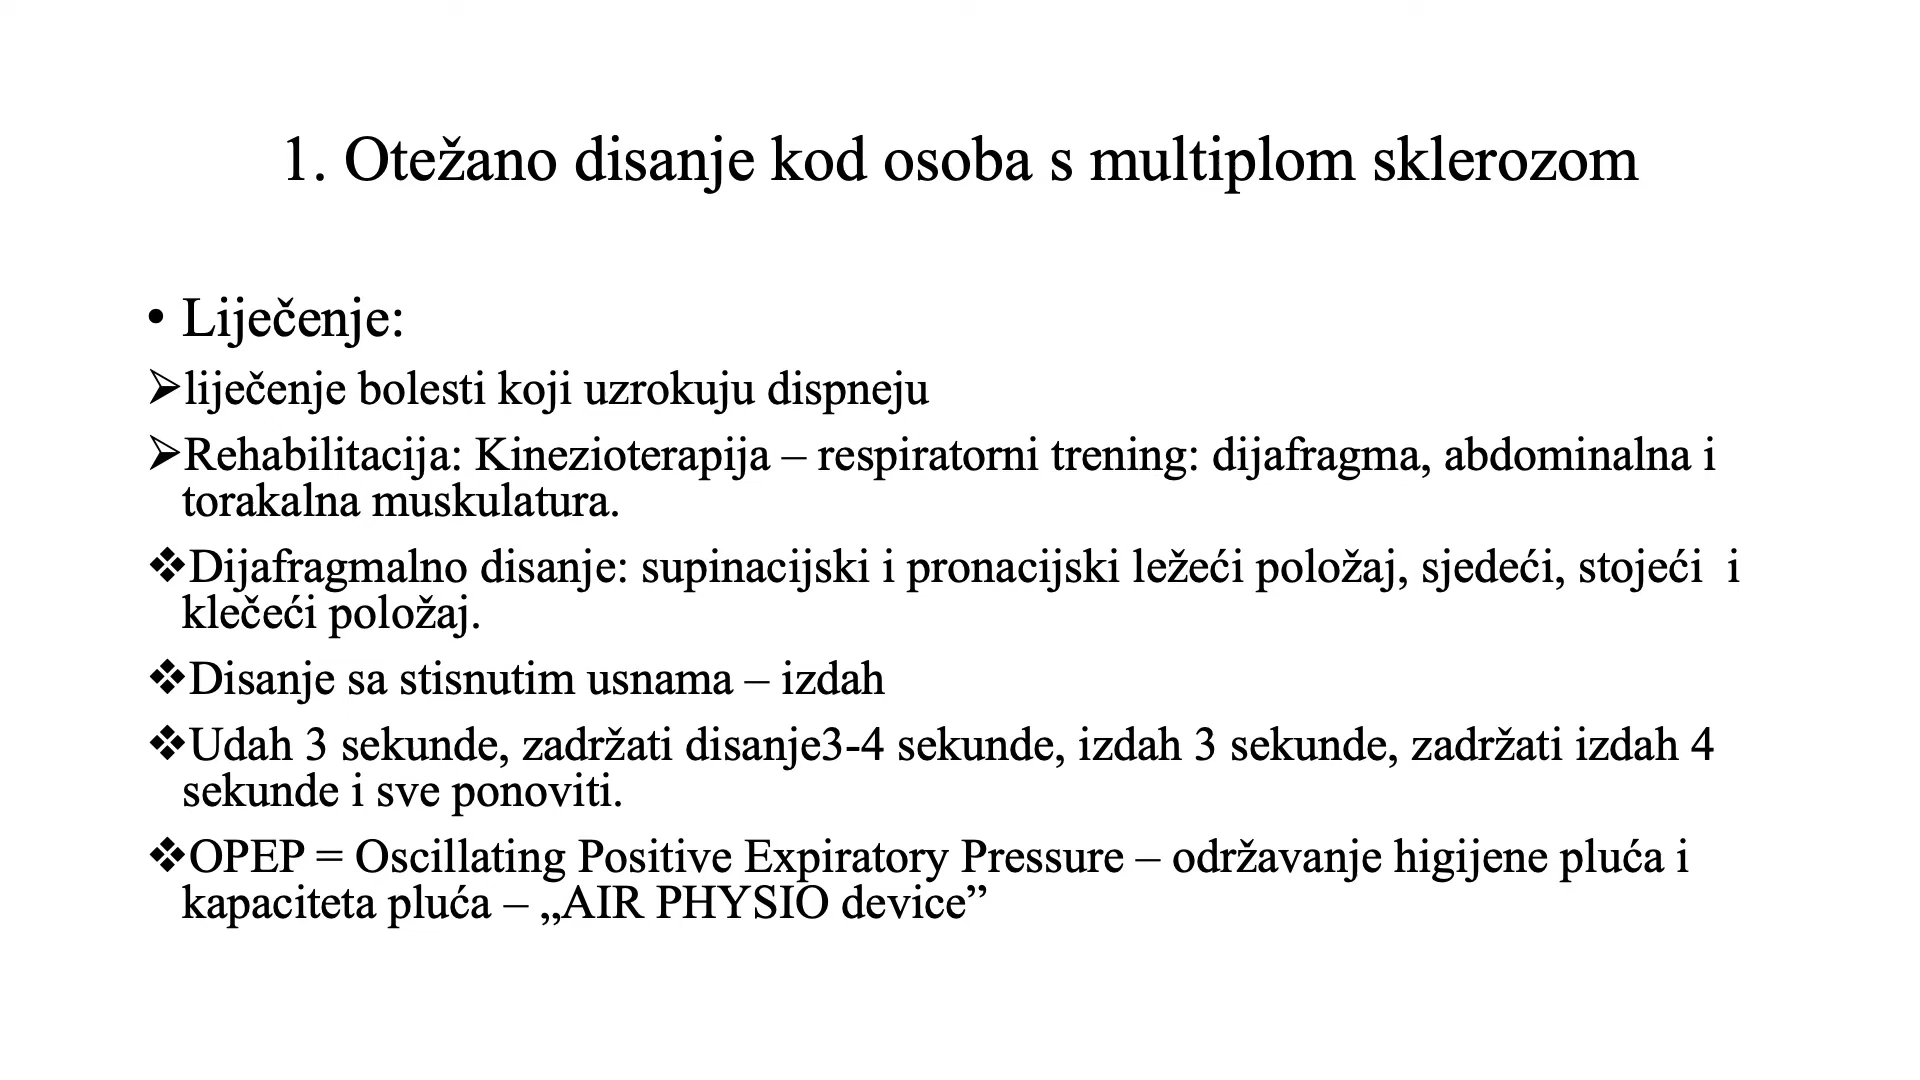 1. Otežano disanje kod osoba s multiplom sklerozom
• Liječenje:
➢liječenje bolesti koji uzrokuju dispneju
➢Rehabilitacija: Kinezioterapija – respiratorni trening: dijafragma, abdominalna i
torakalna muskulatura.
❖Dijafragmalno disanje: supinacijski i pronacijski ležeći položaj, sjedeći, stojeći  i
klečeći položaj.
❖Disanje sa stisnutim usnama – izdah
❖Udah 3 sekunde, zadržati disanje3-4 sekunde, izdah 3 sekunde, zadržati izdah 4
sekunde i sve ponoviti.
❖OPEP = Oscillating Positive Expiratory Pressure – održavanje higijene pluća i
kapaciteta pluća – „AIR PHYSIO device”